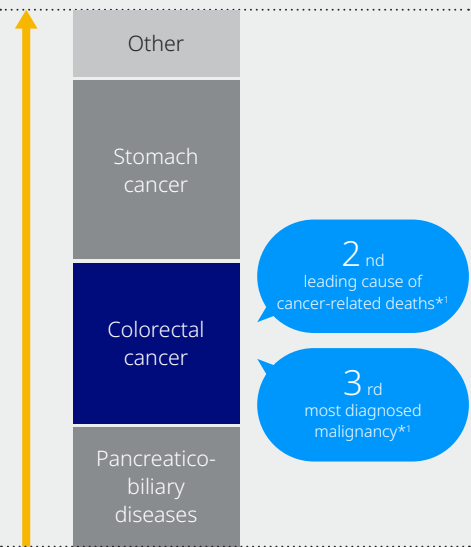 Other
Stomach
cancer
2 nd
leading cause of
cancer-related deaths*1
Colorectal
cancer
3 rd
most diagnosed
malignancy*1
Pancreatico-
biliary
diseases